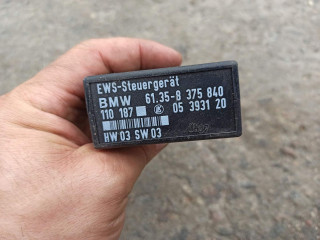 EWS-Steuergerät
BMW 61.35-8 375 840
110 187 05 3931 20
HW 03 SW 03